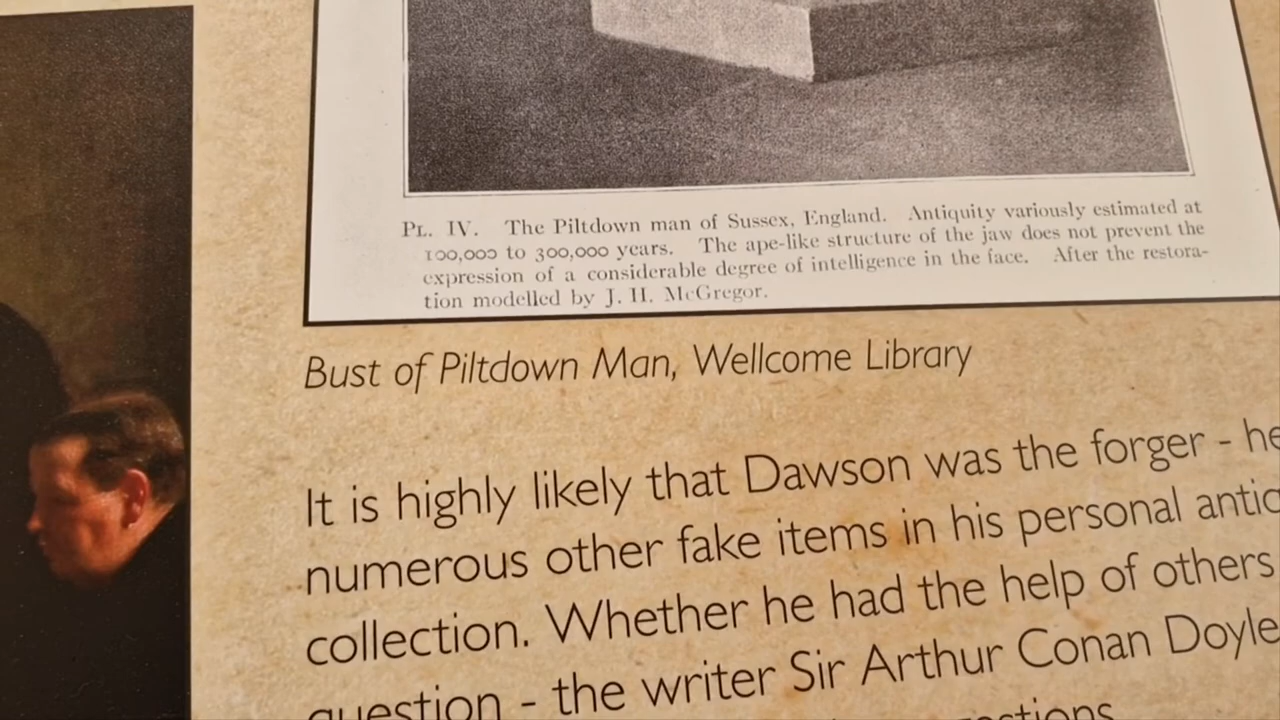 PL. IV. The Piltdown man of Sussex, England. Antiquity variously estimated at
100,000 to 300,000 years. The ape-like structure of the jaw does not prevent the
expression of a considerable degree of intelligence in the face. After the restora-
tion modelled by J. H. McGregor.
Bust of Piltdown Man, Wellcome Library
It is highly likely that Dawson was the forger - he
numerous other fake items in his personal
collection. Whether he had the help of others
question - the writer Sir Arthur Conan Doyle